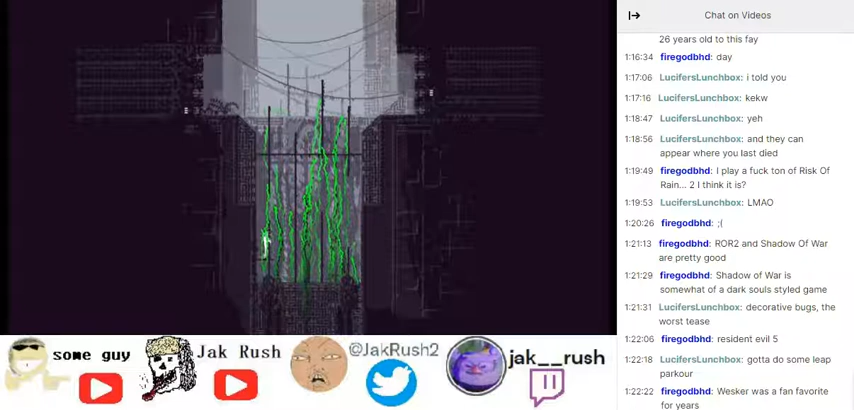 Chat on Videos
26 years old to this fay
1:16:34 firegodbhd: day
1:17:06 LucifersLunchbox: i told you
1:17:16 LucifersLunchbox: kekw
1:18:47 LucifersLunchbox: yeh
1:18:56 LucifersLunchbox: and they can
appear where you last died
1:19:49 firegodbhd: I play a fuck ton of Risk Of
Rain... 2 I think it is?
1:19:53 LucifersLunchbox: LMAO
1:20:26 firegodbhd: ;(
1:21:13 firegodbhd: ROR2 and Shadow Of War
are pretty good
1:21:29 firegodbhd: Shadow of War is
somewhat of a dark souls styled game
1:21:31 LucifersLunchbox: decorative bugs, the
worst tease
1:22:06 firegodbhd: resident evil 5
1:22:18 LucifersLunchbox: gotta do some leap
parkour
1:22:22 firegodbhd: Wesker was a fan favorite
for years
some guy
Jak Rush
@JakRush2
jak__rush